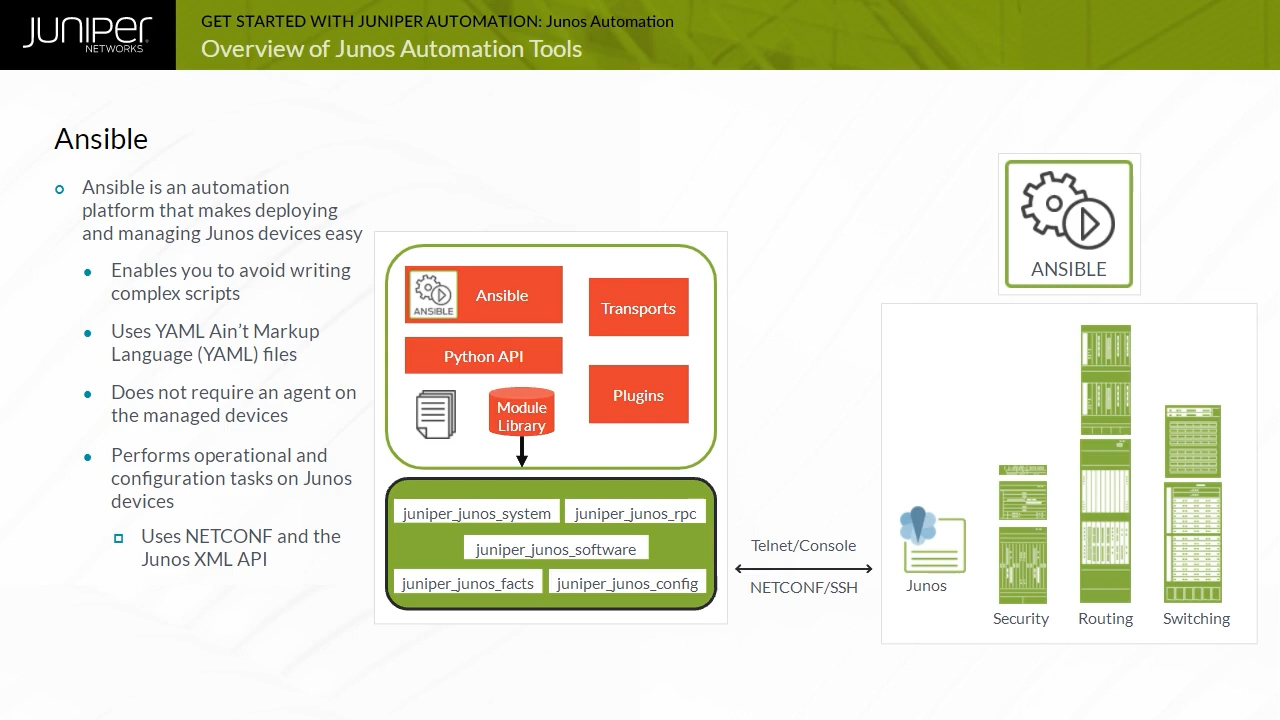 JUNIPER
NETWORKS
GET STARTED WITH JUNIPER AUTOMATION: Junos Automation
Overview of Junos Automation Tools
Ansible
Ansible is an automation
platform that makes deploying
and managing Junos devices easy
Enables you to avoid writing
complex scripts
Uses YAML Ain't Markup
Language (YAML) files
Does not require an agent on
the managed devices
Performs operational and
configuration tasks on Junos
devices
Uses NETCONF and the
Junos XML API
ANSIBLE
Ansible
Transports
Python API
Plugins
Module
Library
juniper_junos_system
juniper_junos_rpc
juniper_junos_software
juniper_junos_fects
juniper_junos_config
Telnet/Console
NETCONF/SSH
ANSIBLE
Junos
Security
Routing
Switching